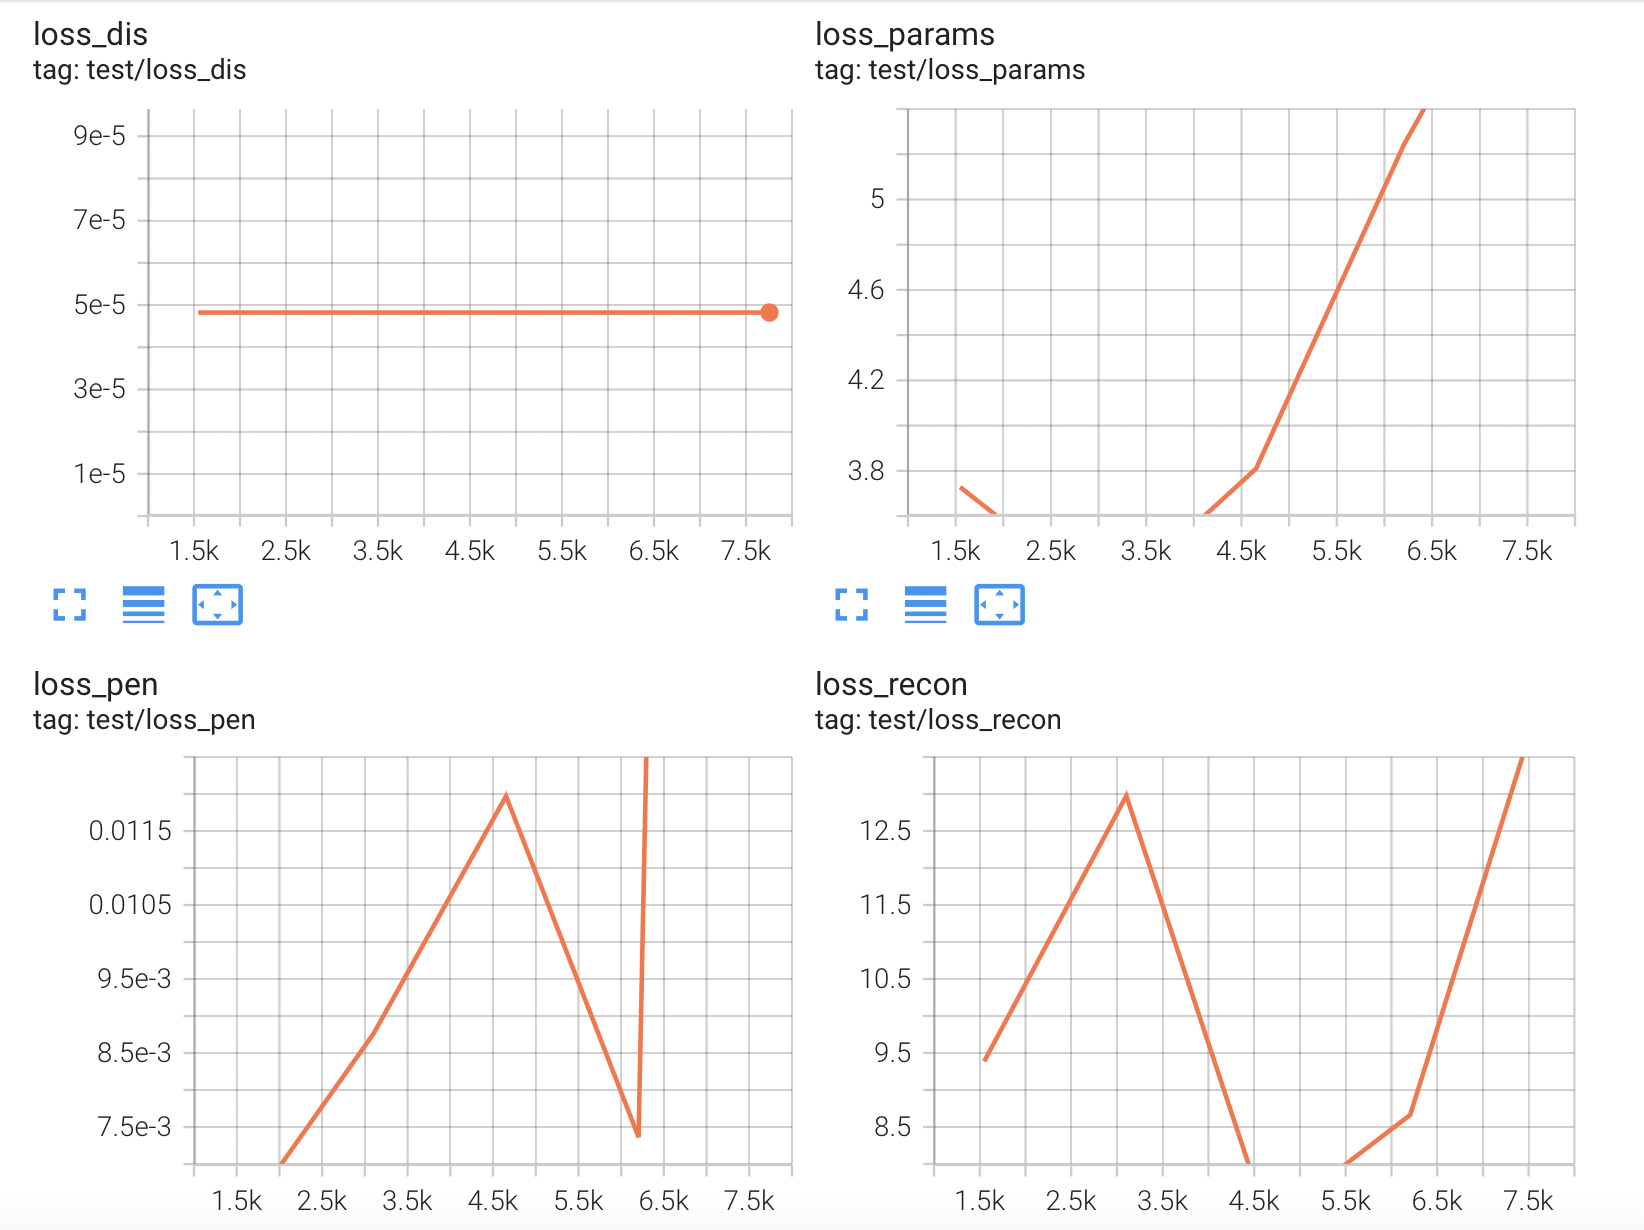 loss_dis
tag: test/loss_dis
9e-5
7e-5
5e-5
3e-5
1e-5
1.5k 2.5k 3.5k 4.5k 5.5k 6.5k 7.5k
loss_params
tag: test/loss_params
5
4.6
4.2
3.8
1.5k 2.5k 3.5k 4.5k 5.5k 6.5k 7.5k
loss_pen
tag: test/loss_pen
0.0115
0.0105
9.5e-3
8.5e-3
7.5e-3
1.5k 2.5k 3.5k 4.5k 5.5k 6.5k 7.5k
loss_recon
tag: test/loss_recon
12.5
11.5
10.5
9.5
8.5
1.5k 2.5k 3.5k 4.5k 5.5k 6.5k 7.5k